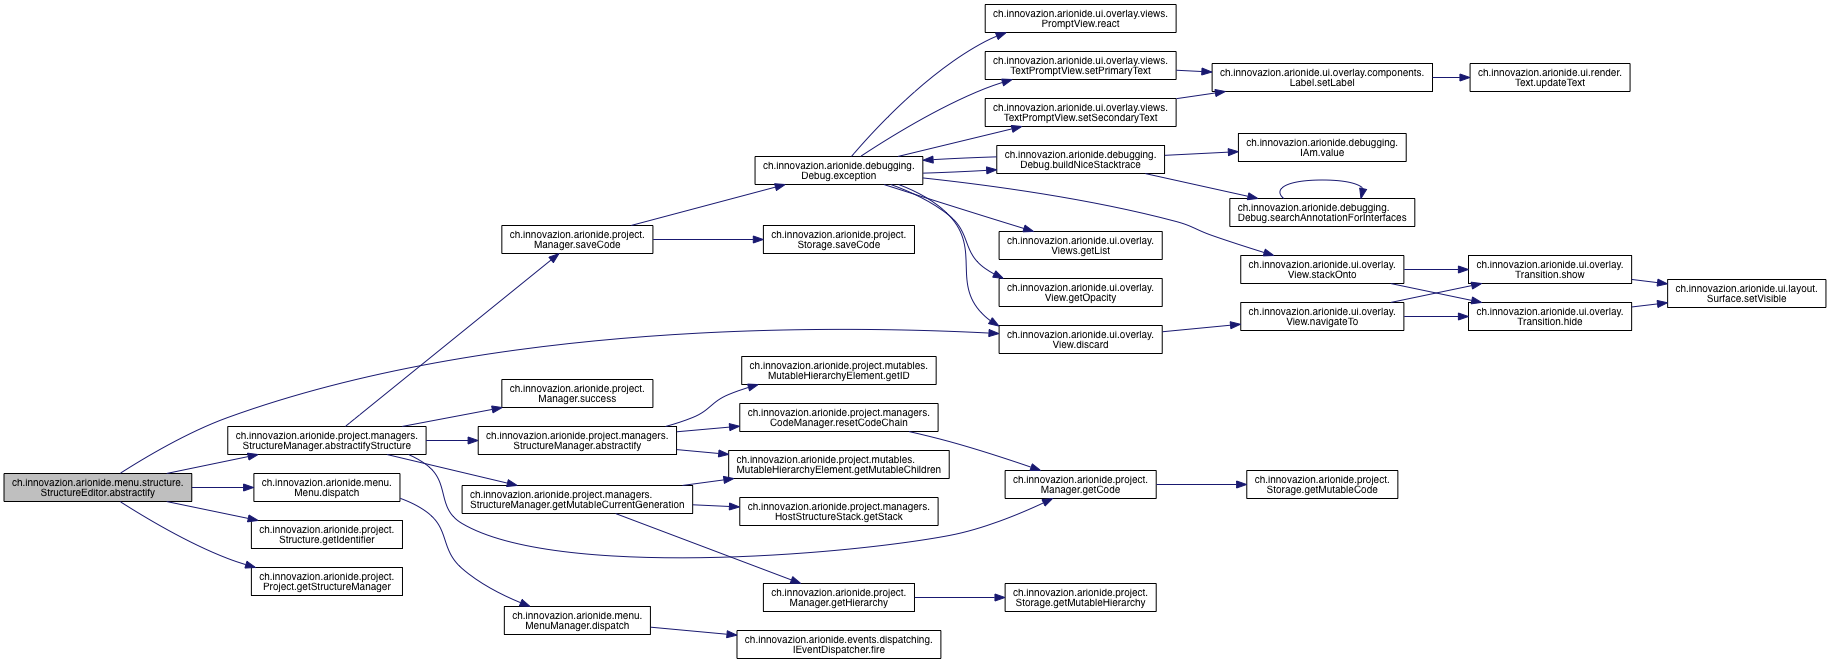 ch.innovazion.arionide.menu.structure.
StructureEditor.abstractify
ch.innovazion.arionide.project.managers.
StructureManager.abstractifyStructure
ch.innovazion.arionide.menu.
Menu.dispatch
ch.innovazion.arionide.project.
Structure.getIdentifier
ch.innovazion.arionide.project.
Project.getStructureManager
ch.innovazion.arionide.project.
Manager.saveCode
ch.innovazion.arionide.project.
Manager.success
ch.innovazion.arionide.project.managers.
StructureManager.abstractify
ch.innovazion.arionide.project.managers.
StructureManager.getMutableCurrentGeneration
ch.innovazion.arionide.menu.
MenuManager.dispatch
ch.innovazion.arionide.debugging.
Debug.exception
ch.innovazion.arionide.project.
Storage.saveCode
ch.innovazion.arionide.project.mutables.
MutableHierarchyElement.getID
ch.innovazion.arionide.project.managers.
CodeManager.resetCodeChain
ch.innovazion.arionide.project.mutables.
MutableHierarchyElement.getMutableChildren
ch.innovazion.arionide.project.managers.
HostStructureStack.getStack
ch.innovazion.arionide.project.
Manager.getHierarchy
ch.innovazion.arionide.events.dispatching.
IEventDispatcher.fire
ch.innovazion.arionide.ui.overlay.views.
PromptView.react
ch.innovazion.arionide.ui.overlay.views.
TextPromptView.setPrimaryText
ch.innovazion.arionide.ui.overlay.views.
TextPromptView.setSecondaryText
ch.innovazion.arionide.debugging.
Debug.buildNiceStacktrace
ch.innovazion.arionide.ui.overlay.
Views.getList
ch.innovazion.arionide.ui.overlay.
View.getOpacity
ch.innovazion.arionide.ui.overlay.
View.discard
ch.innovazion.arionide.project.
Manager.getCode
ch.innovazion.arionide.project.
Storage.getMutableHierarchy
ch.innovazion.arionide.ui.overlay.components.
Label.setLabel
ch.innovazion.arionide.debugging.
IAm.value
ch.innovazion.arionide.debugging.
Debug.searchAnnotationForInterfaces
ch.innovazion.arionide.ui.overlay.
View.stackOnto
ch.innovazion.arionide.ui.overlay.
View.navigateTo
ch.innovazion.arionide.project.
Storage.getMutableCode
ch.innovazion.arionide.ui.render.
Text.updateText
ch.innovazion.arionide.ui.overlay.
Transition.show
ch.innovazion.arionide.ui.overlay.
Transition.hide
ch.innovazion.arionide.ui.layout.
Surface.setVisible